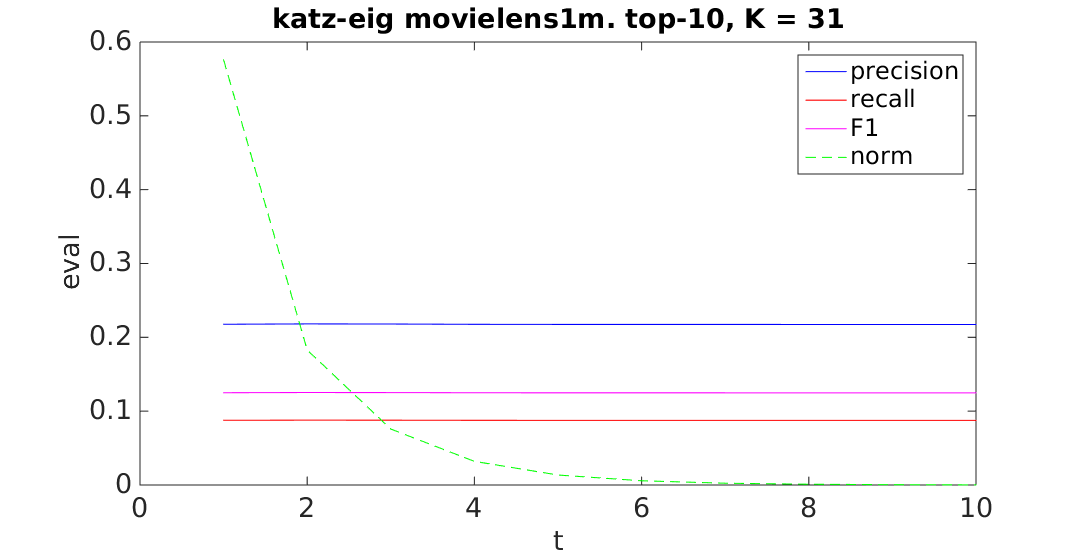 katz-eig movielens1m. top-10, K = 31
0.6
0.5
0.4
0.3
0.2
0.1
0
eval
precision
recall
F1
norm
0 2 4 6 8 10
t